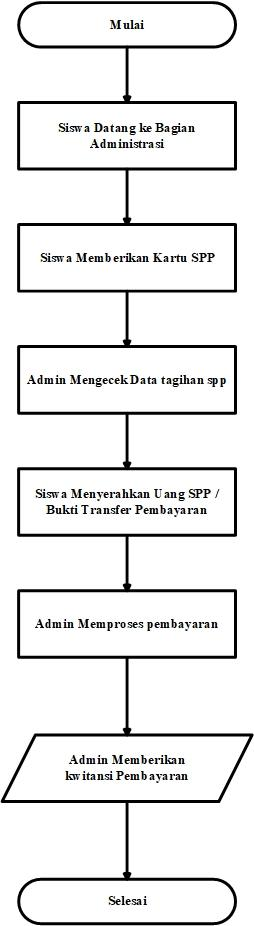 Mulai
Siswa Datang ke Bagian
Administrasi
Siswa Memberikan Kartu SPP
Admin Mengecek Data tagihan spp
Siswa Menyerahkan Uang SPP /
Bukti Transfer Pembayaran
Admin Memproses pembayaran
Admin Memberikan
kwitansi Pembayaran
Selesai